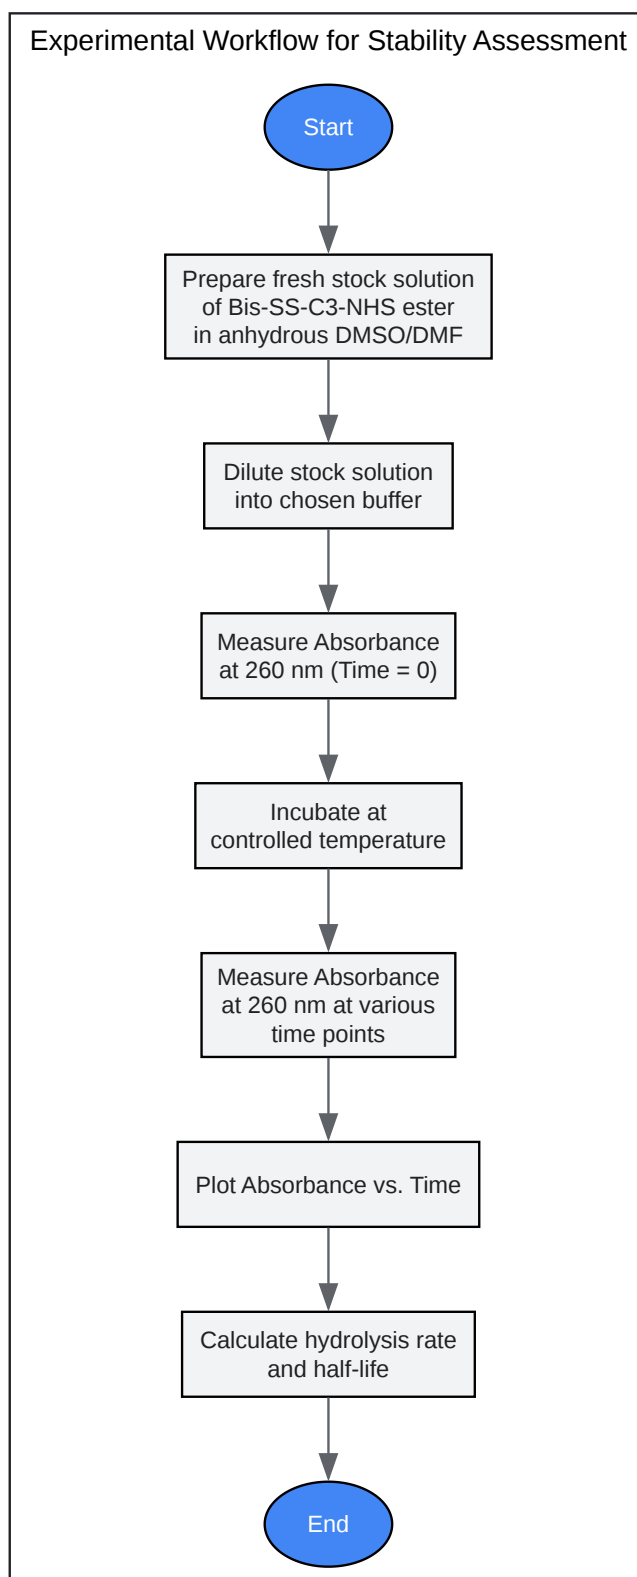 Experimental Workflow for Stability Assessment
Start
Prepare fresh stock solution
of Bis-SS-C3-NHS ester
in anhydrous DMSO/DMF
Dilute stock solution
into chosen buffer
Measure Absorbance
at 260 nm (Time = 0)
Incubate at
controlled temperature
Measure Absorbance
at 260 nm at various
time points
Plot Absorbance vs. Time
Calculate hydrolysis rate
and half-life
End